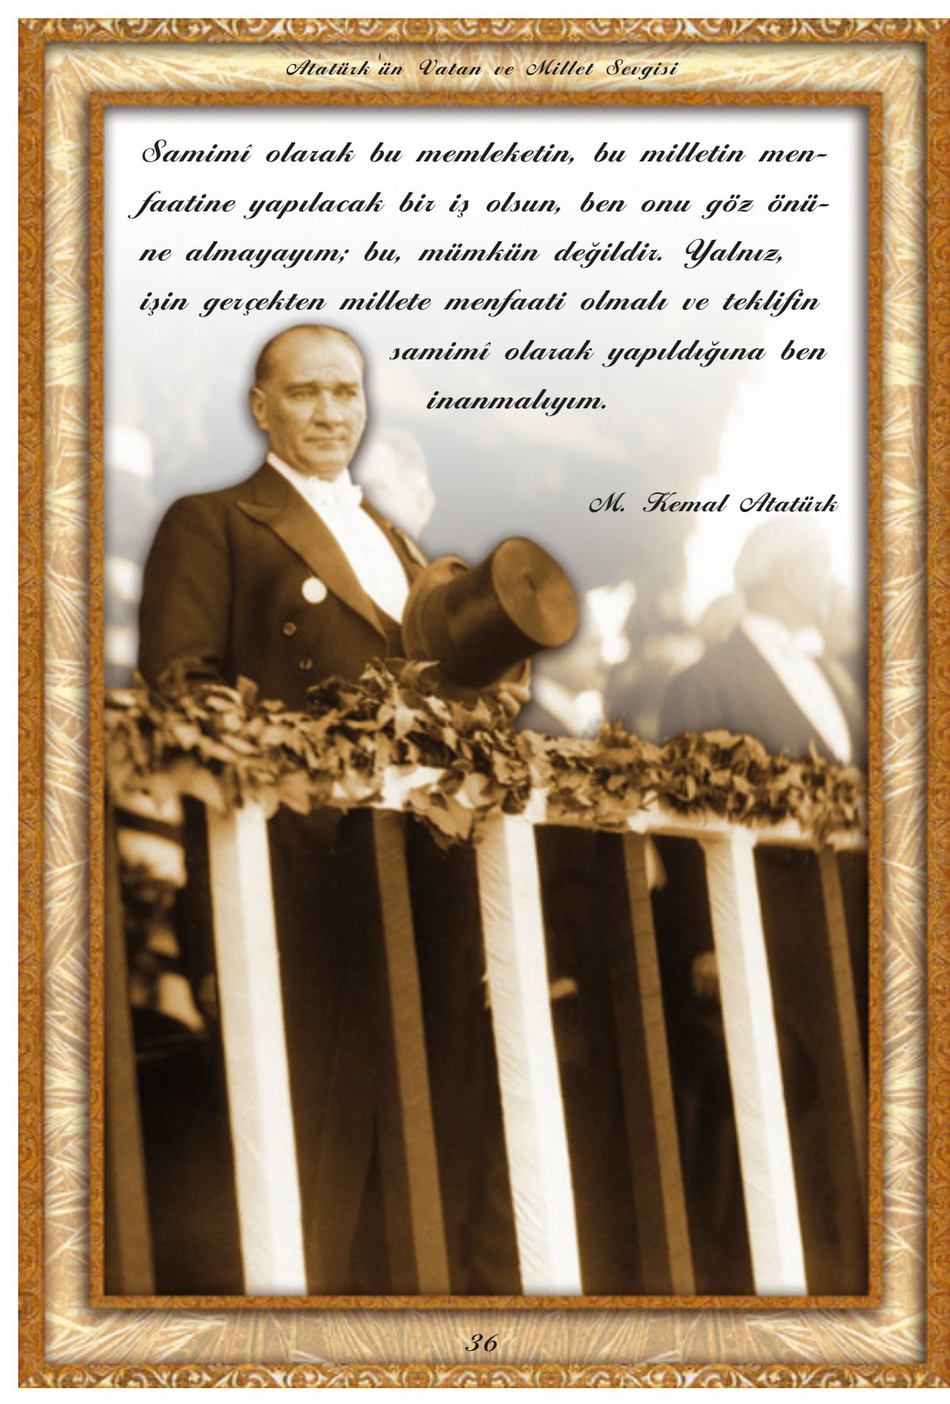 Atatürk'ün Vatan ve Millet Sevgisi
Samimî olarak bu memleketin, bu milletin men-
faatine yapılacak bir iş olsun, ben onu göz önü-
ne almayayım; bu, mümkün değildir. Yalnız,
işin gerçekten millete menfaati olmalı ve teklifin
samimî olarak yapıldığına ben
inanmalıyım.
M. Kemal Atatürk
36